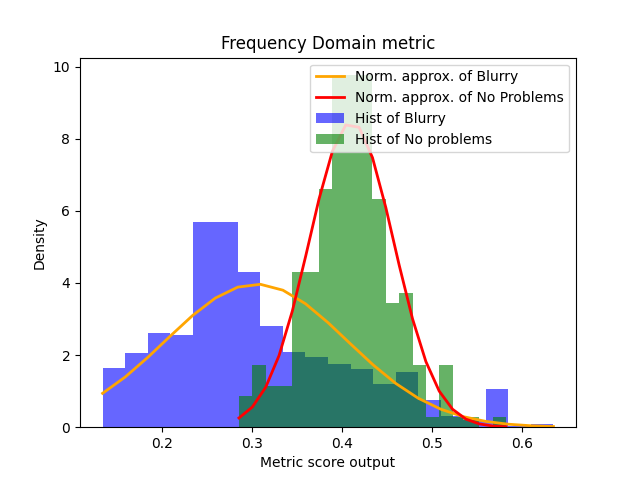 Frequency Domain metric
Norm. approx. of Blurry
Norm. approx. of No Problems
Hist of Blurry
Hist of No problems
Density
10
8
6
4
2
0
0.2 0.3 0.4 0.5 0.6
Metric score output